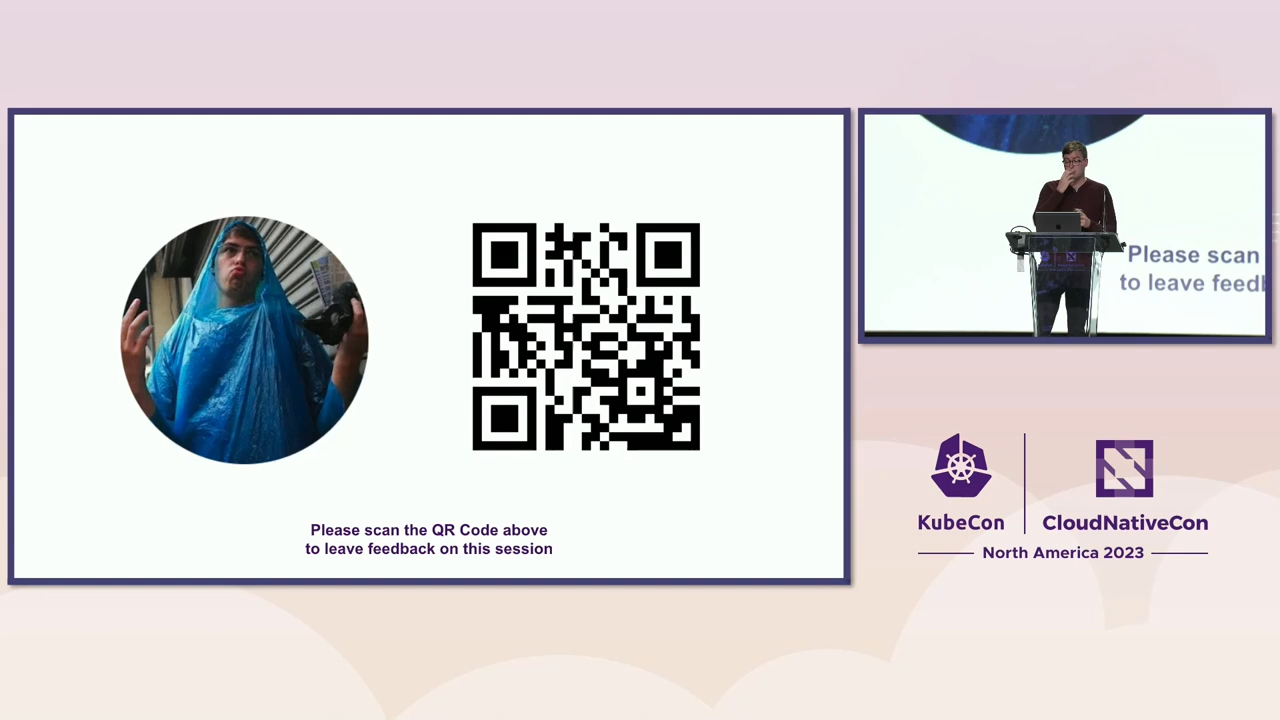 Please scan the QR Code above
to leave feedback on this session
Please scan
to leave feedb
KubeCon
CloudNativeCon
North America 2023